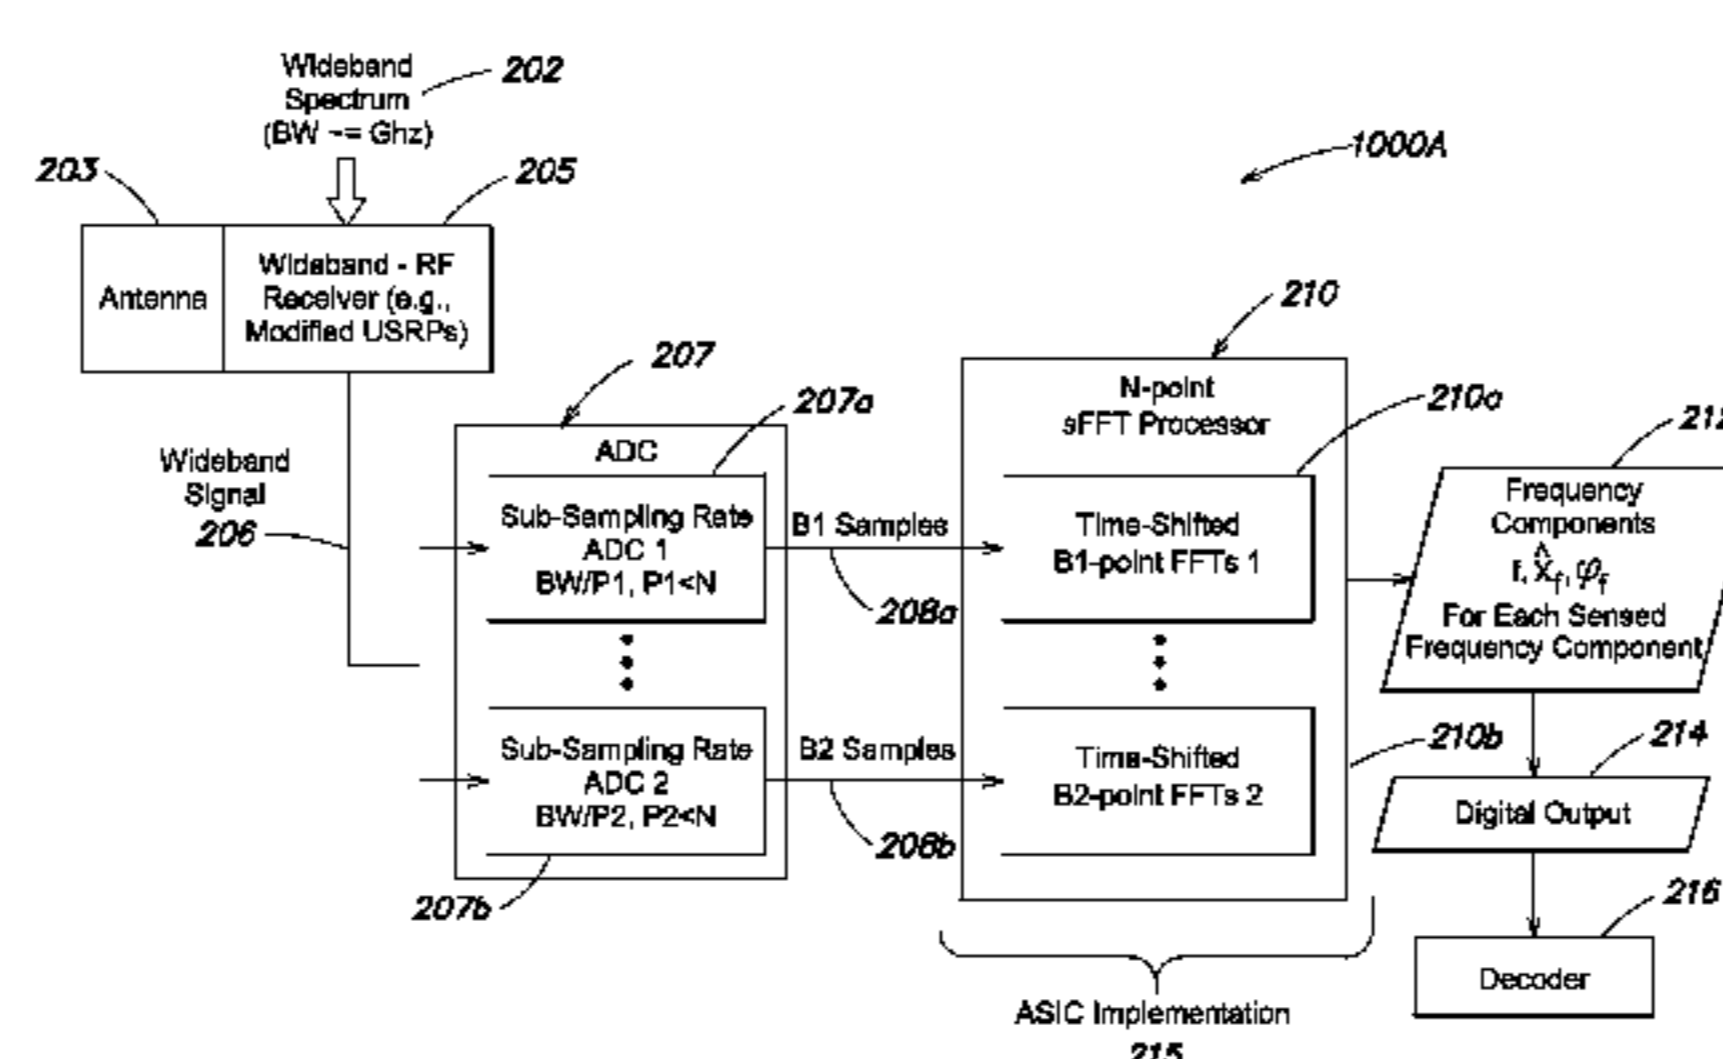 Wideband
Spectrum
(BW ~= Ghz)
202
203
205
1000A
Antenna
Wideband - RF
Receiver (e.g.,
Modified USRPs)
Wideband
Signal
206
207
207a
ADC
Sub-Sampling Rate
ADC 1
BW/P1, P1<N
B1 Samples
208a
Sub-Sampling Rate
ADC 2
BW/P2, P2<N
B2 Samples
208b
207b
210
N-point
sFFT Processor
210a
Time-Shifted
B1-point FFTs 1
Time-Shifted
B2-point FFTs 2
210b
ASIC Implementation
215
Frequency
Components
f, x̂f, φf
For Each Sensed
Frequency Component
214
Digital Output
216
Decoder